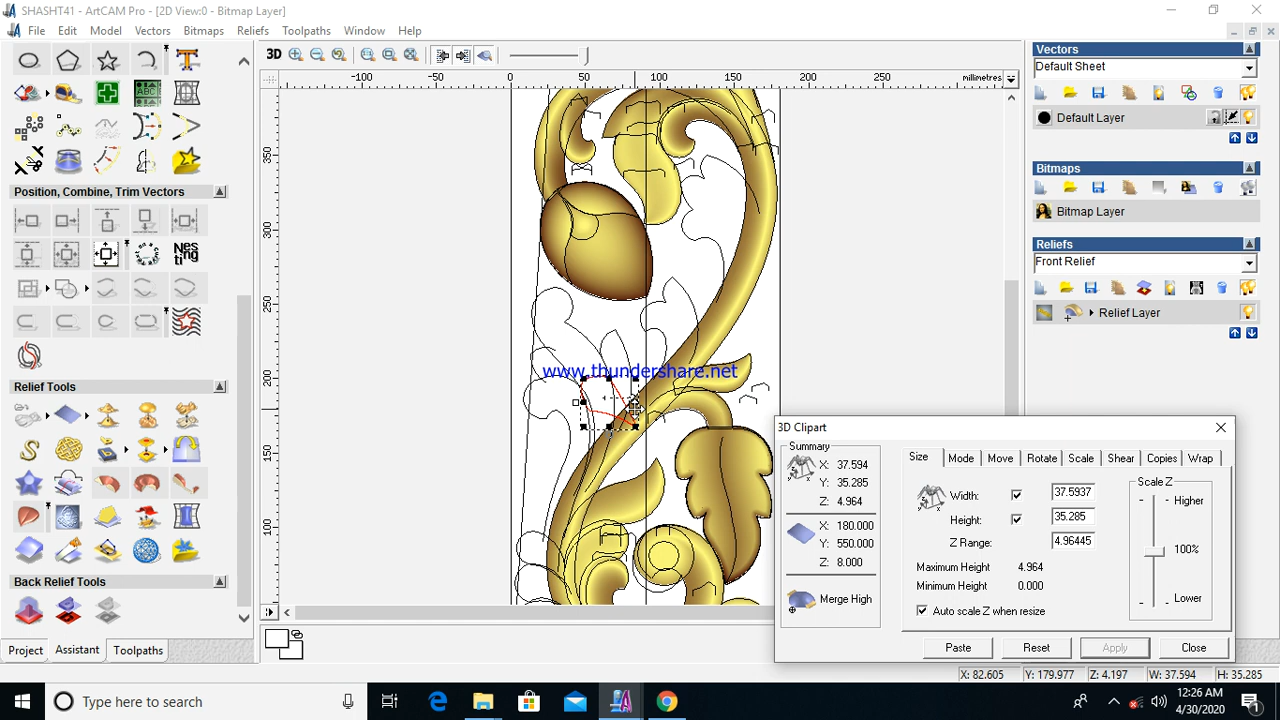 SHASHT41 - ArtCAM Pro - [2D View:0 - Bitmap Layer]
File Edit Model Vectors Bitmaps Reliefs Toolpaths Window Help
3D
-100 -50 0 50 100 150 200 250 millimetres
350
300
250
200
150
100
ABC
Position, Combine, Trim Vectors
Nes
ting
Relief Tools
Back Relief Tools
Project Assistant Toolpaths
www.thundershare.net
Vectors
Default Sheet
Default Layer
Bitmaps
Bitmap Layer
Reliefs
Front Relief
Relief Layer
3D Clipart
Summary
X: 37.594
Y: 35.285
Z: 4.964
X: 180.000
Y: 550.000
Z: 8.000
Merge High
Size Mode Move Rotate Scale Shear Copies Wrap
Width: 37.5937
Height: 35.285
Z Range: 4.96445
Maximum Height 4.964
Minimum Height 0.000
Auto scale Z when resize
Scale Z
Higher
100%
Lower
Paste Reset Apply Close
X: 82.605 Y: 179.977 Z: 4.197 W: 37.594 H: 35.285
Type here to search
12:26 AM
4/30/2020
1